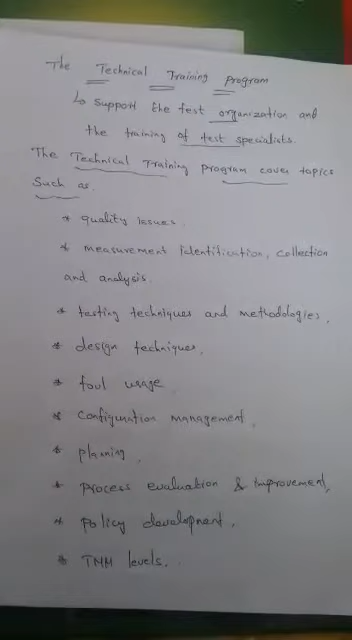 The Technical Training Program
↳ Support the test organization and
the training of test specialists.
The Technical Training program cover topics
Such as.
* quality issues.
* measurement identification, collection
and analysis.
* testing techniques and methodologies,
* design techniques,
* tool usage
* configuration management,
* planning,
* process evaluation & improvement,
* policy development,
* TMM levels.